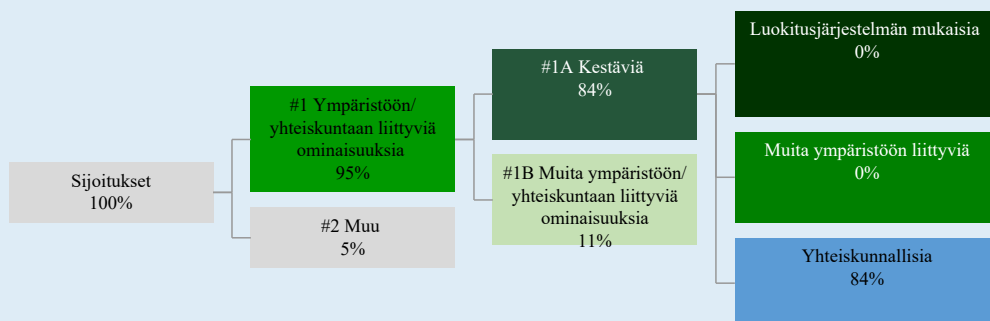 Sijoitukset
100%
#1 Ympäristöön/
yhteiskuntaan liittyviä
ominaisuuksia
95%
#2 Muu
5%
#1A Kestäviä
84%
#1B Muita ympäristöön/
yhteiskuntaan liittyviä
ominaisuuksia
11%
Luokitusjärjestelmän mukaisia
0%
Muita ympäristöön liittyviä
0%
Yhteiskunnallisia
84%